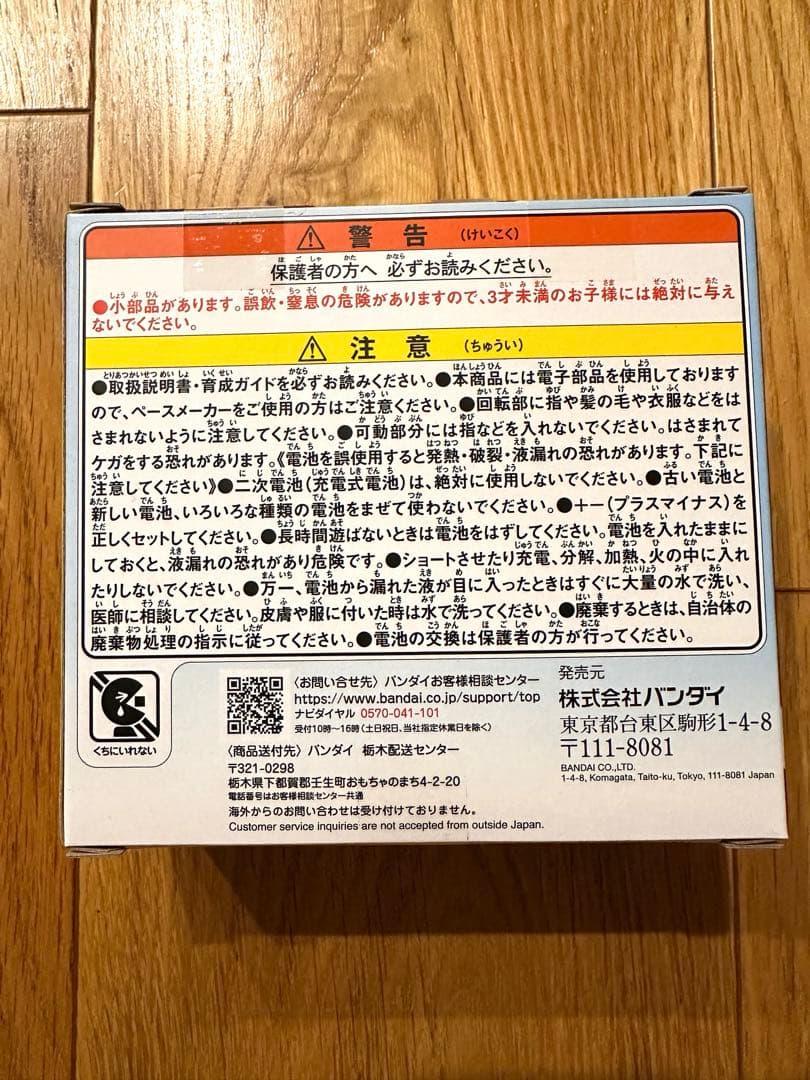 警告 (けいこく)
保護者の方へ 必ずお読みください。
●小部品があります。誤飲・窒息の危険がありますので、3才未満のお子様には絶対に与え
ないでください。
注意 (ちゅうい)
●取扱説明書・育成ガイドを必ずお読みください。●本商品には電子部品を使用しております
ので、ペースメーカーをご使用の方はご注意ください。●回転部に指や髪の毛や衣服などをは
さまれないように注意してください。●可動部分には指などを入れないでください。はさまれて
ケガをする恐れがあります。《電池を誤使用すると発熱・破裂・液漏れの恐れがあります。下記に
注意してください》●二次電池(充電式電池)は、絶対に使用しないでください。●古い電池と
新しい電池、いろいろな種類の電池をまぜて使わないでください。●+−(プラスマイナス)を
正しくセットしてください。●長時間遊ばないときは電池をはずしてください。電池を入れたままに
しておくと、液漏れの恐れがあり危険です。●ショートさせたり充電、分解、加熱、火の中に入れ
たりしないでください。●万一、電池から漏れた液が目に入ったときはすぐに大量の水で洗い、
医師に相談してください。皮膚や服に付いた時は水で洗ってください。●廃棄するときは、自治体の
廃棄物処理の指示に従ってください。●電池の交換は保護者の方が行ってください。
くちにいれない
〈お問い合せ先〉バンダイお客様相談センター
https://www.bandai.co.jp/support/top
ナビダイヤル 0570-041-101
受付10時〜16時(土日祝日、当社指定休業日を除く)
〈商品送付先〉バンダイ 栃木配送センター
〒321-0298
栃木県下都賀郡壬生町おもちゃのまち4-2-20
電話番号はお客様相談センター共通
海外からのお問い合わせは受け付けておりません。
Customer service inquiries are not accepted from outside Japan.
発売元
株式会社バンダイ
東京都台東区駒形1-4-8
〒111-8081
BANDAI CO.,LTD.
1-4-8, Komagata, Taito-ku, Tokyo, 111-8081 Japan